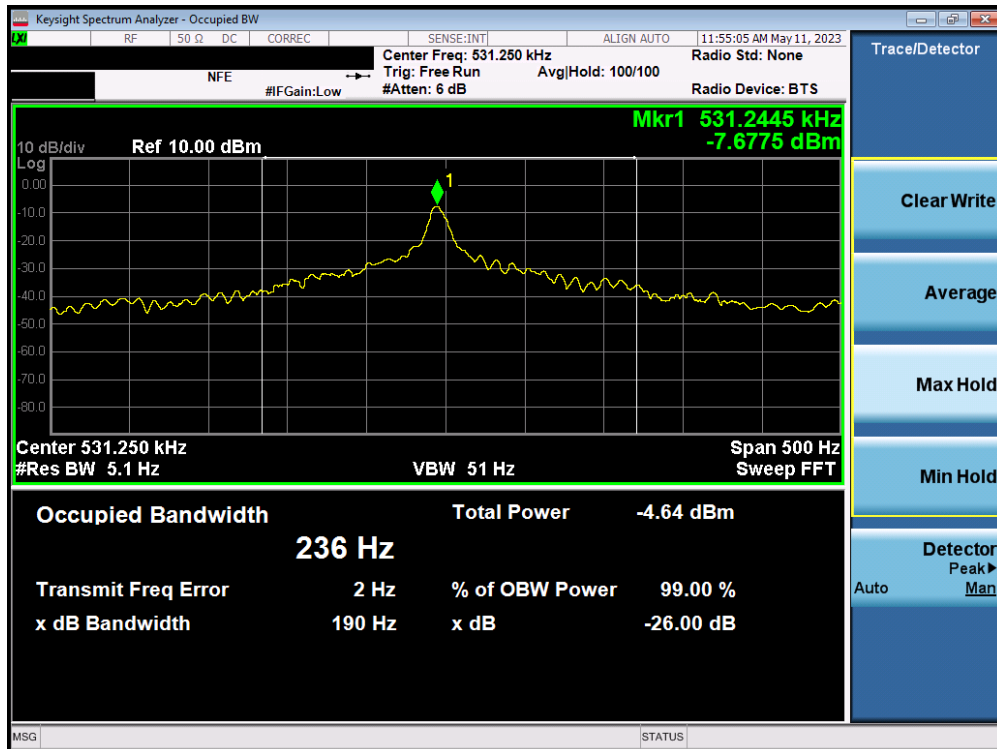 Keysight Spectrum Analyzer - Occupied BW
LXI RF 50 Ω DC CORREC SENSE:INT ALIGN AUTO 11:55:05 AM May 11, 2023
Center Freq: 531.250 kHz Radio Std: None
NFE Trig: Free Run Avg|Hold: 100/100
#IFGain:Low #Atten: 6 dB Radio Device: BTS
Trace/Detector
Mkr1 531.2445 kHz
-7.6775 dBm
10 dB/div Ref 10.00 dBm
Log
0.00
-10.0
-20.0
-30.0
-40.0
-50.0
-60.0
-70.0
-80.0
1
Center 531.250 kHz Span 500 Hz
#Res BW 5.1 Hz VBW 51 Hz Sweep FFT
Occupied Bandwidth Total Power -4.64 dBm
236 Hz
Transmit Freq Error 2 Hz % of OBW Power 99.00 %
x dB Bandwidth 190 Hz x dB -26.00 dB
Clear Write
Average
Max Hold
Min Hold
Detector
Peak▶
Auto Man
MSG STATUS